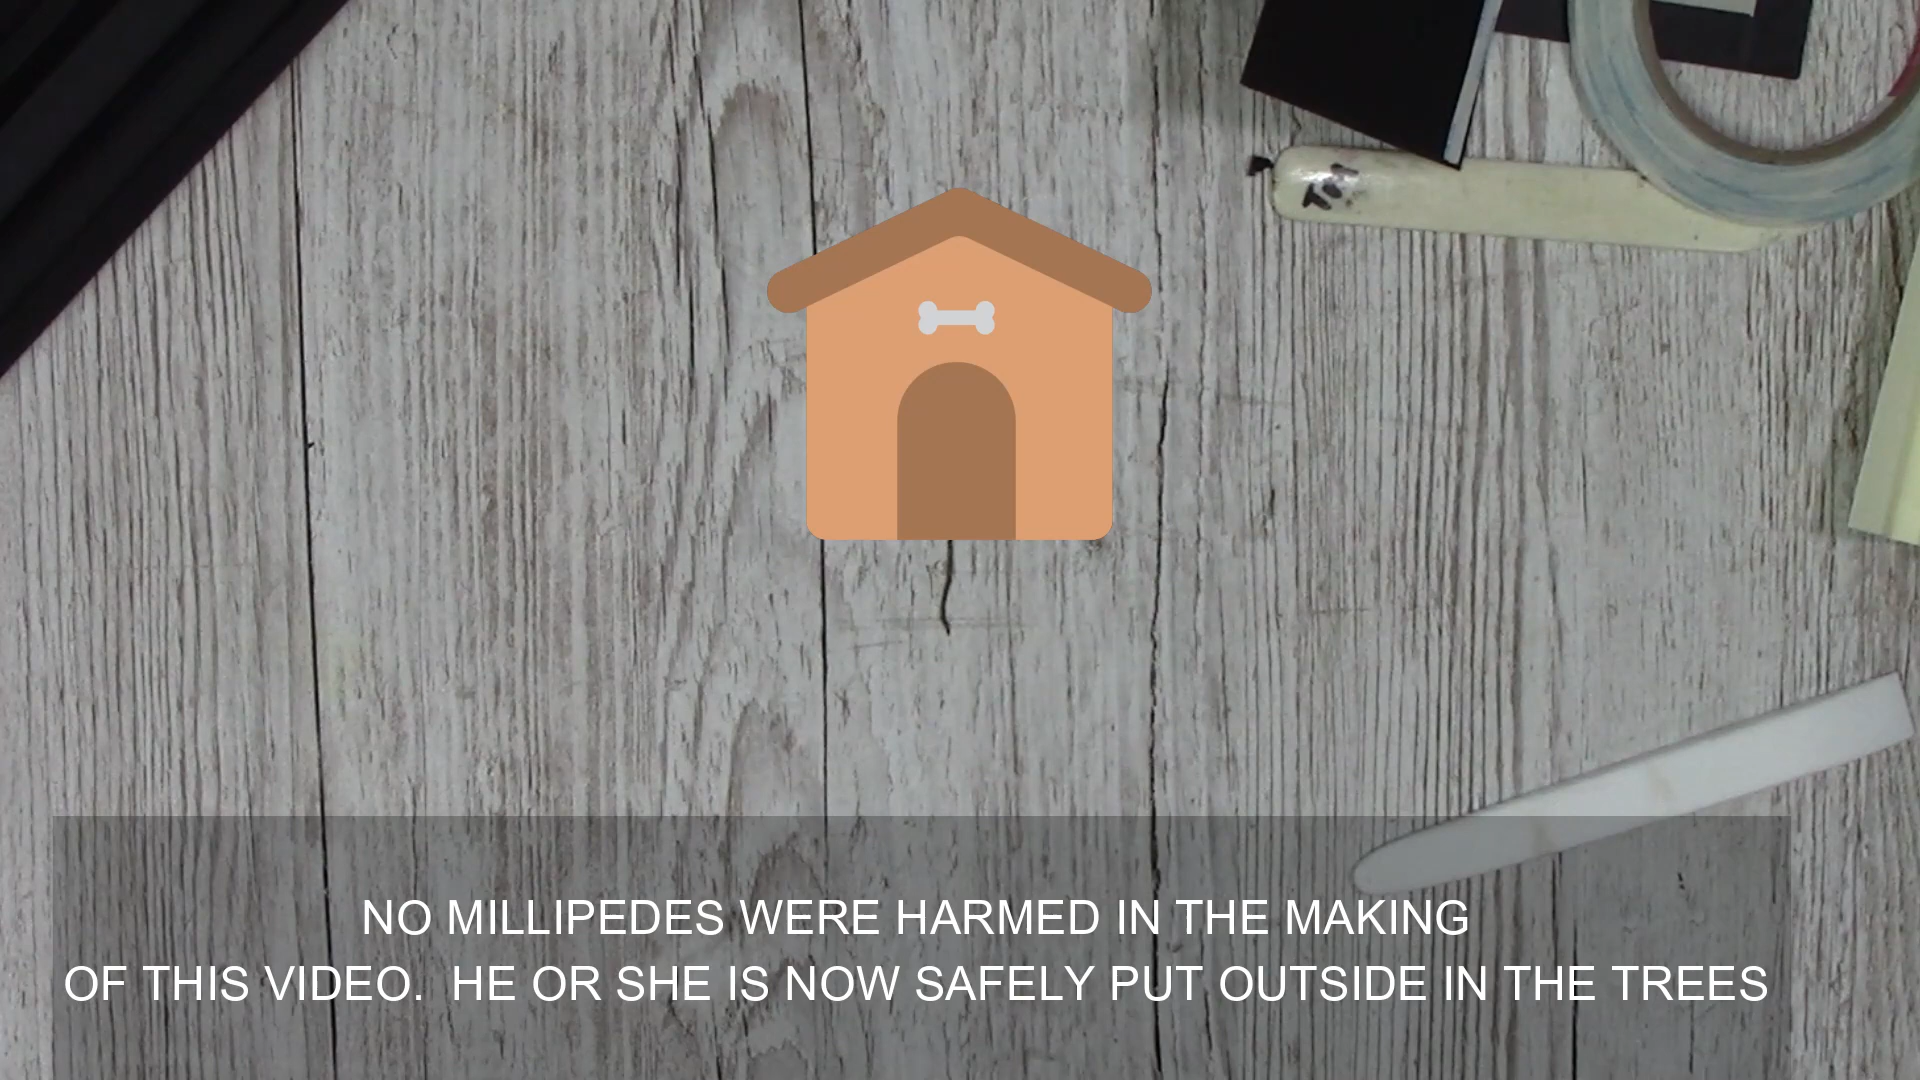 NO MILLIPEDES WERE HARMED IN THE MAKING
OF THIS VIDEO.  HE OR SHE IS NOW SAFELY PUT OUTSIDE IN THE TREES